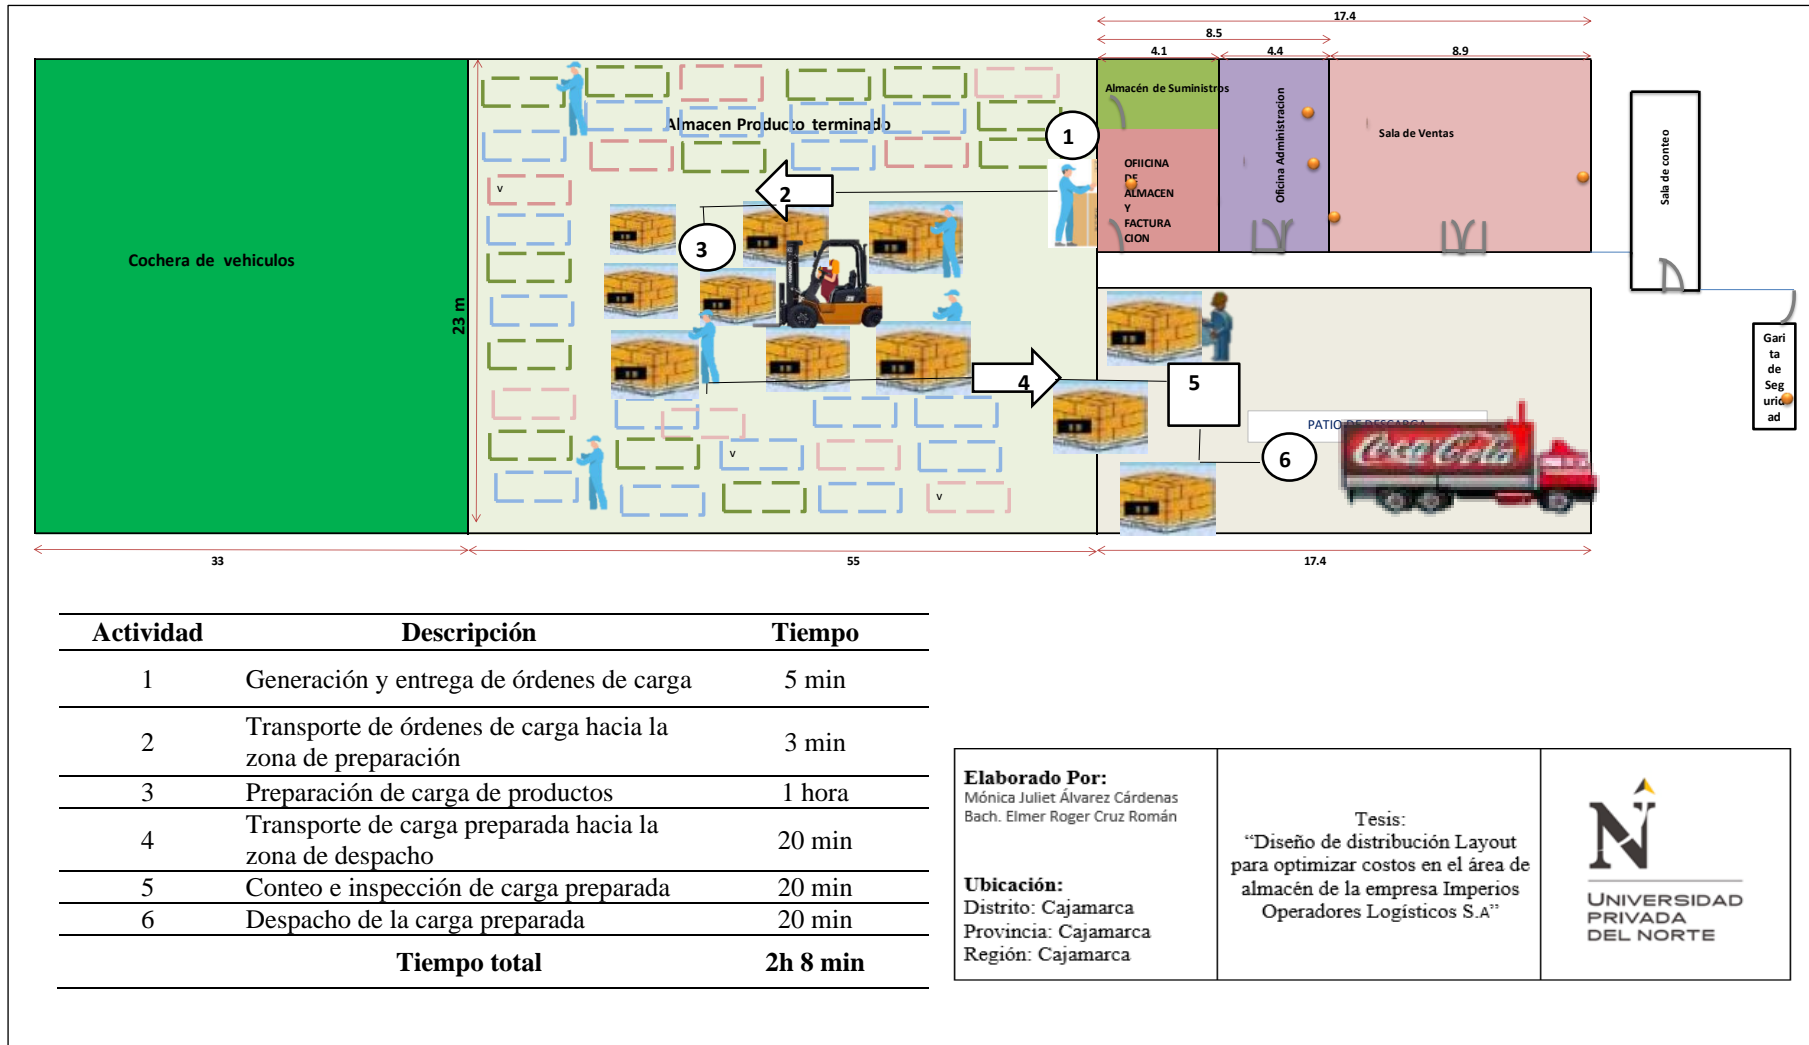 17.4
8.5
4.1
4.4
8.9
Almacén de Suministros
Almacen Producto terminado
1
OFIICINA
DE
ALMACEN
Y
FACTURA
CION
Oficina Administracion
Sala de Ventas
Sala de conteo
2
v
3
Cochera de vehiculos
23 m
Gari
ta
de
Seg
urid
ad
4
5
PATIO DE DESCARGA
Coca-Cola
v
6
v
33
55
17.4
Actividad Descripción Tiempo
1 Generación y entrega de órdenes de carga 5 min
2 Transporte de órdenes de carga hacia la
zona de preparación 3 min
3 Preparación de carga de productos 1 hora
4 Transporte de carga preparada hacia la
zona de despacho 20 min
5 Conteo e inspección de carga preparada 20 min
6 Despacho de la carga preparada 20 min
Tiempo total 2h 8 min
Elaborado Por:
Mónica Juliet Álvarez Cárdenas
Bach. Elmer Roger Cruz Román
Ubicación:
Distrito: Cajamarca
Provincia: Cajamarca
Región: Cajamarca
Tesis:
“Diseño de distribución Layout
para optimizar costos en el área de
almacén de la empresa Imperios
Operadores Logísticos S.A”
N
UNIVERSIDAD
PRIVADA
DEL NORTE